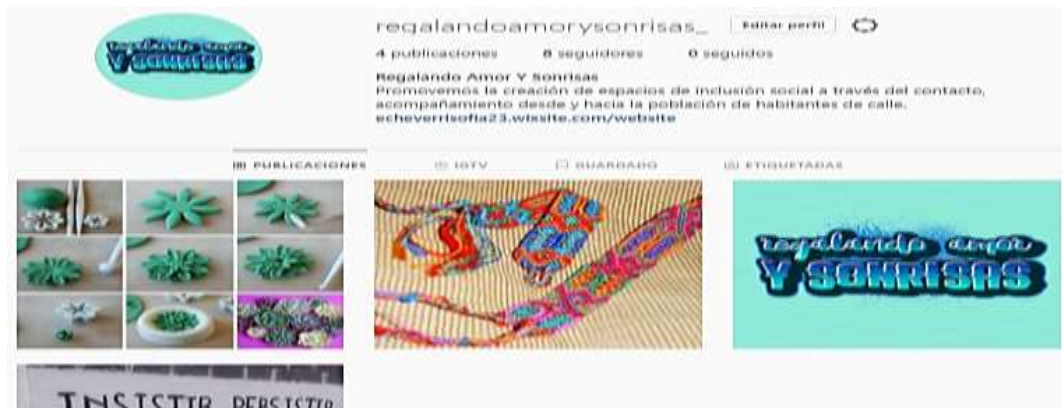 regalando amor
Y SONRISAS
regalandoamorysonrisas_ Editar perfil
4 publicaciones 8 seguidores 0 seguidos
Regalando Amor Y Sonrisas
Promovemos la creación de espacios de inclusión social a través del contacto,
acompañamiento desde y hacia la población de habitantes de calle.
echeverrisofia23.wixsite.com/website
PUBLICACIONES IGTV GUARDADO ETIQUETADAS
regalando amor
Y SONRISAS
INSISTIR PERSISTIR